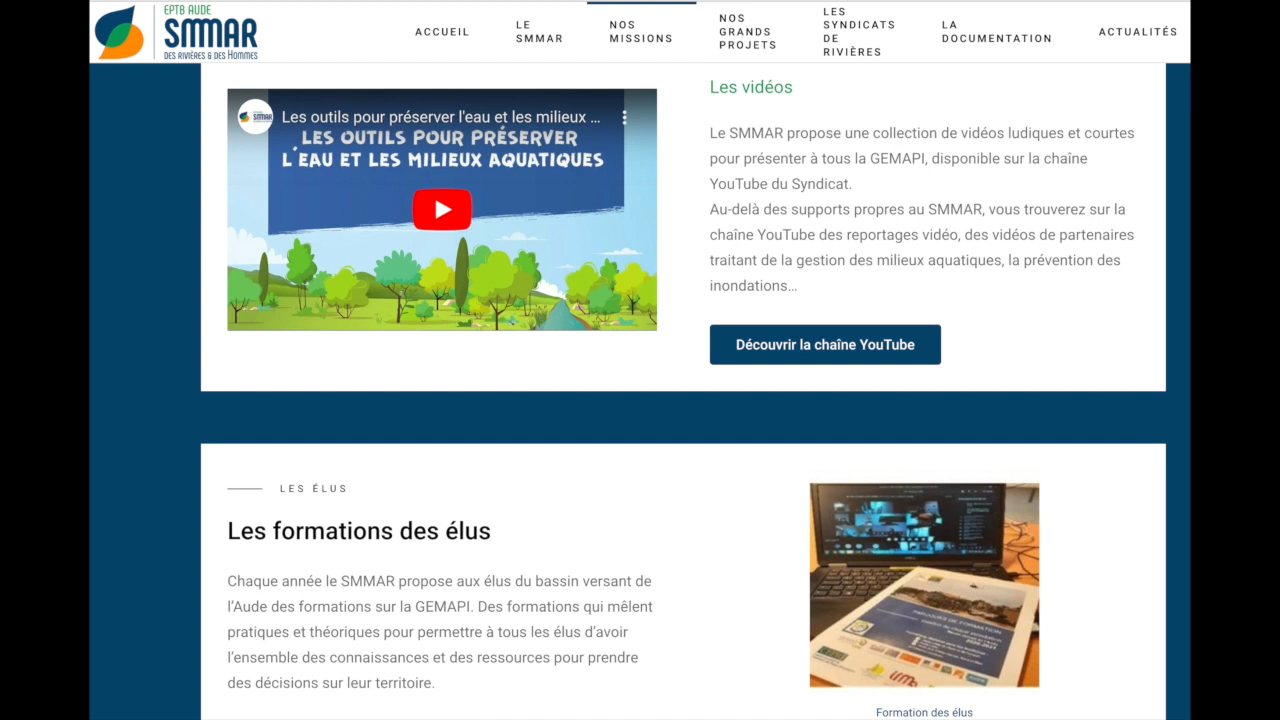 EPTB AUDE
SMMAR
DES RIVIÈRES & DES HOMMES
ACCUEIL
LE
SMMAR
NOS
MISSIONS
NOS
GRANDS
PROJETS
LES
SYNDICATS
DE
RIVIÈRES
LA
DOCUMENTATION
ACTUALITÉS
Les outils pour préserver l'eau et les milieux ...
LES OUTILS POUR PRÉSERVER
L'EAU ET LES MILIEUX AQUATIQUES
Les vidéos
Le SMMAR propose une collection de vidéos ludiques et courtes
pour présenter à tous la GEMAPI, disponible sur la chaîne
YouTube du Syndicat.
Au-delà des supports propres au SMMAR, vous trouverez sur la
chaîne YouTube des reportages vidéo, des vidéos de partenaires
traitant de la gestion des milieux aquatiques, la prévention des
inondations…
Découvrir la chaîne YouTube
LES ÉLUS
Les formations des élus
Chaque année le SMMAR propose aux élus du bassin versant de
l’Aude des formations sur la GEMAPI. Des formations qui mêlent
pratiques et théoriques pour permettre à tous les élus d’avoir
l’ensemble des connaissances et des ressources pour prendre
des décisions sur leur territoire.
PARCOURS DE FORMATION
Formation des élus